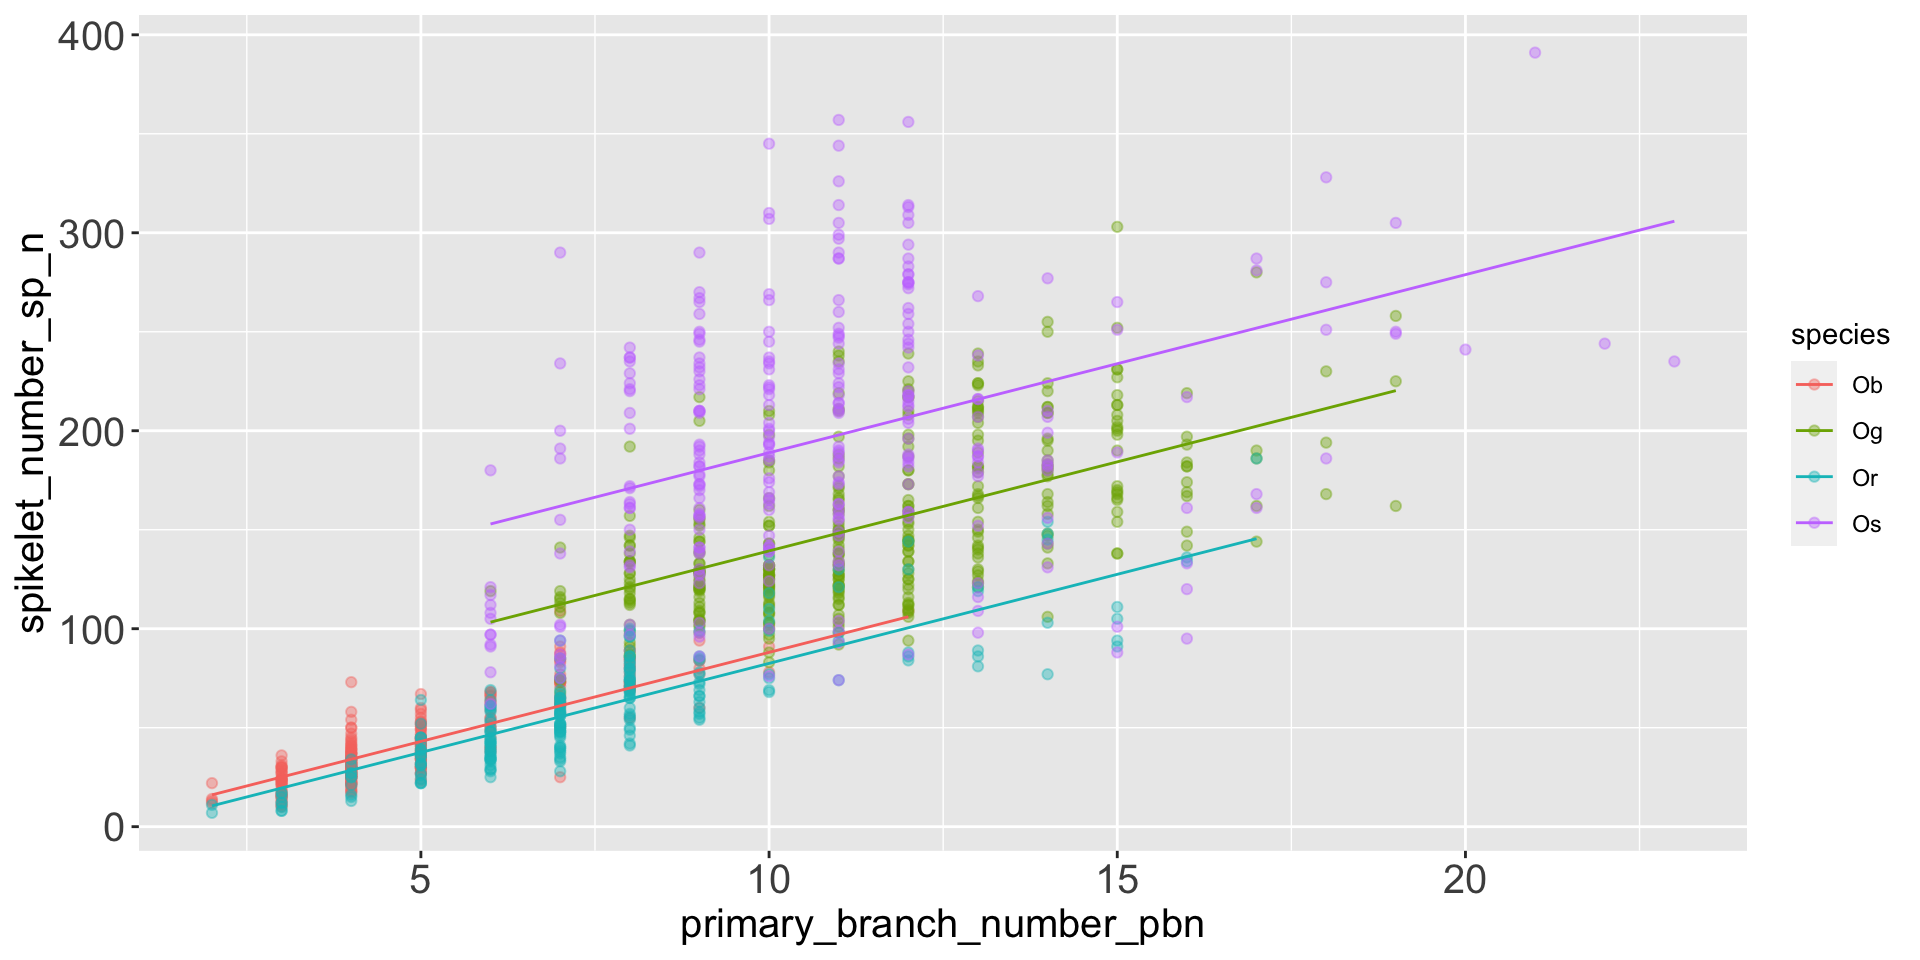 400
300
200
100
0
spikelet_number_sp_n
5 10 15 20
primary_branch_number_pbn
species
Ob
Og
Or
Os